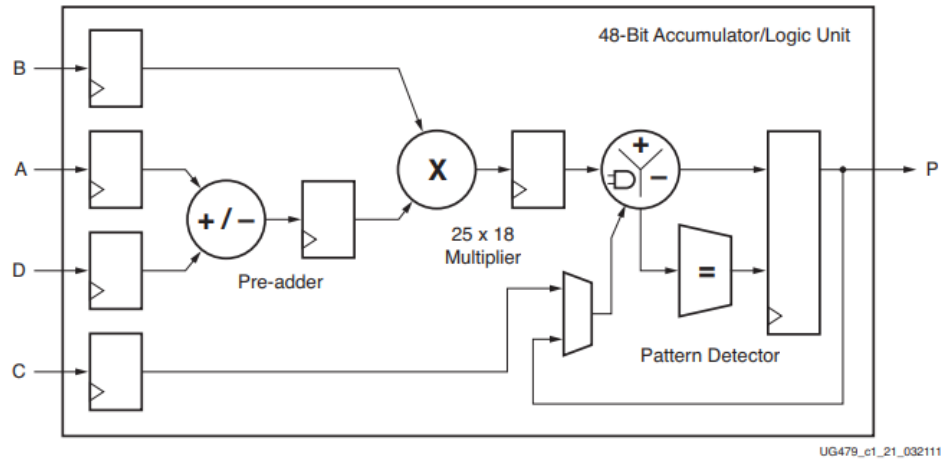 48-Bit Accumulator/Logic Unit
B
A
D
C
+ / −
Pre-adder
X
25 x 18
Multiplier
+
−
=
Pattern Detector
P
UG479_c1_21_032111